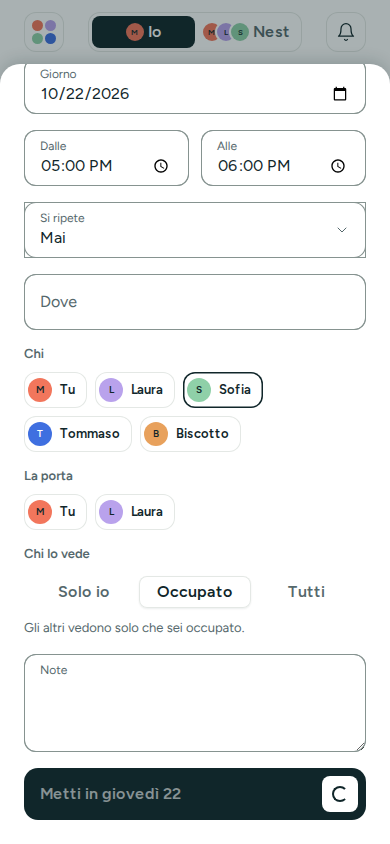 M Io
M L S Nest
Giorno
10/22/2026
Dalle
05:00 PM
Alle
06:00 PM
Si ripete
Mai
Dove
Chi
M Tu
L Laura
S Sofia
T Tommaso
B Biscotto
La porta
M Tu
L Laura
Chi lo vede
Solo io
Occupato
Tutti
Gli altri vedono solo che sei occupato.
Note
Metti in giovedì 22